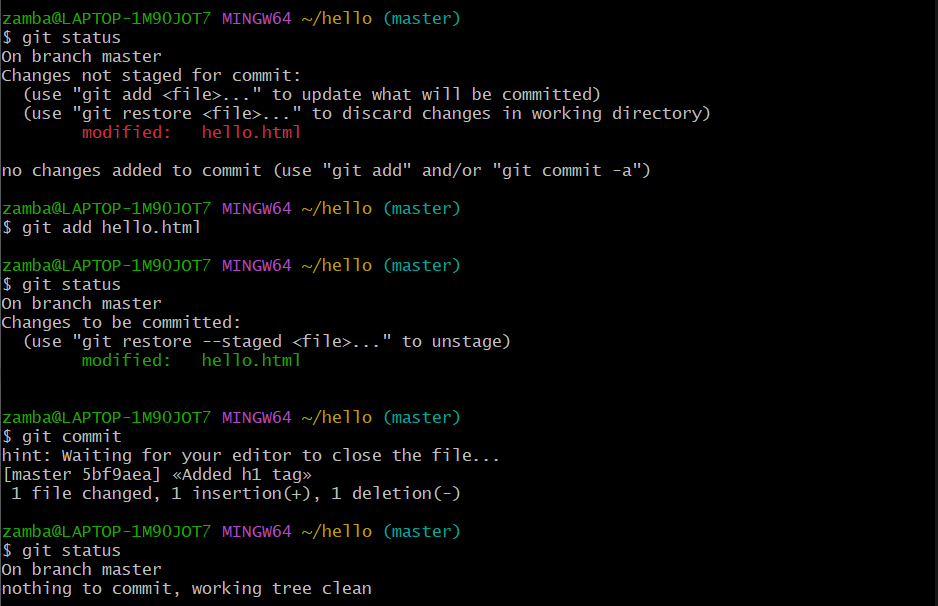 zamba@LAPTOP-1M9OJOT7 MINGW64 ~/hello (master)
$ git status
On branch master
Changes not staged for commit:
  (use "git add <file>..." to update what will be committed)
  (use "git restore <file>..." to discard changes in working directory)
        modified:   hello.html

no changes added to commit (use "git add" and/or "git commit -a")

zamba@LAPTOP-1M9OJOT7 MINGW64 ~/hello (master)
$ git add hello.html

zamba@LAPTOP-1M9OJOT7 MINGW64 ~/hello (master)
$ git status
On branch master
Changes to be committed:
  (use "git restore --staged <file>..." to unstage)
        modified:   hello.html

zamba@LAPTOP-1M9OJOT7 MINGW64 ~/hello (master)
$ git commit
hint: Waiting for your editor to close the file...
[master 5bf9aea] «Added h1 tag»
 1 file changed, 1 insertion(+), 1 deletion(-)

zamba@LAPTOP-1M9OJOT7 MINGW64 ~/hello (master)
$ git status
On branch master
nothing to commit, working tree clean